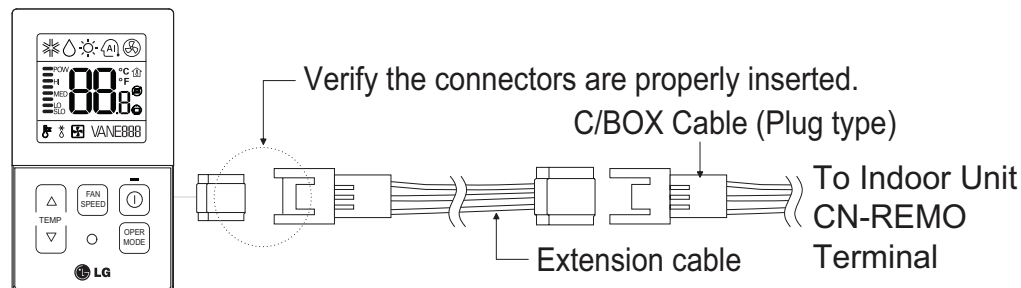 AI
POW
HI
MED
LO
SLO
88.8
°C
°F
VANE888
TEMP
FAN
SPEED
OPER
MODE
LG
Verify the connectors are properly inserted.
C/BOX Cable (Plug type)
To Indoor Unit
CN-REMO
Terminal
Extension cable